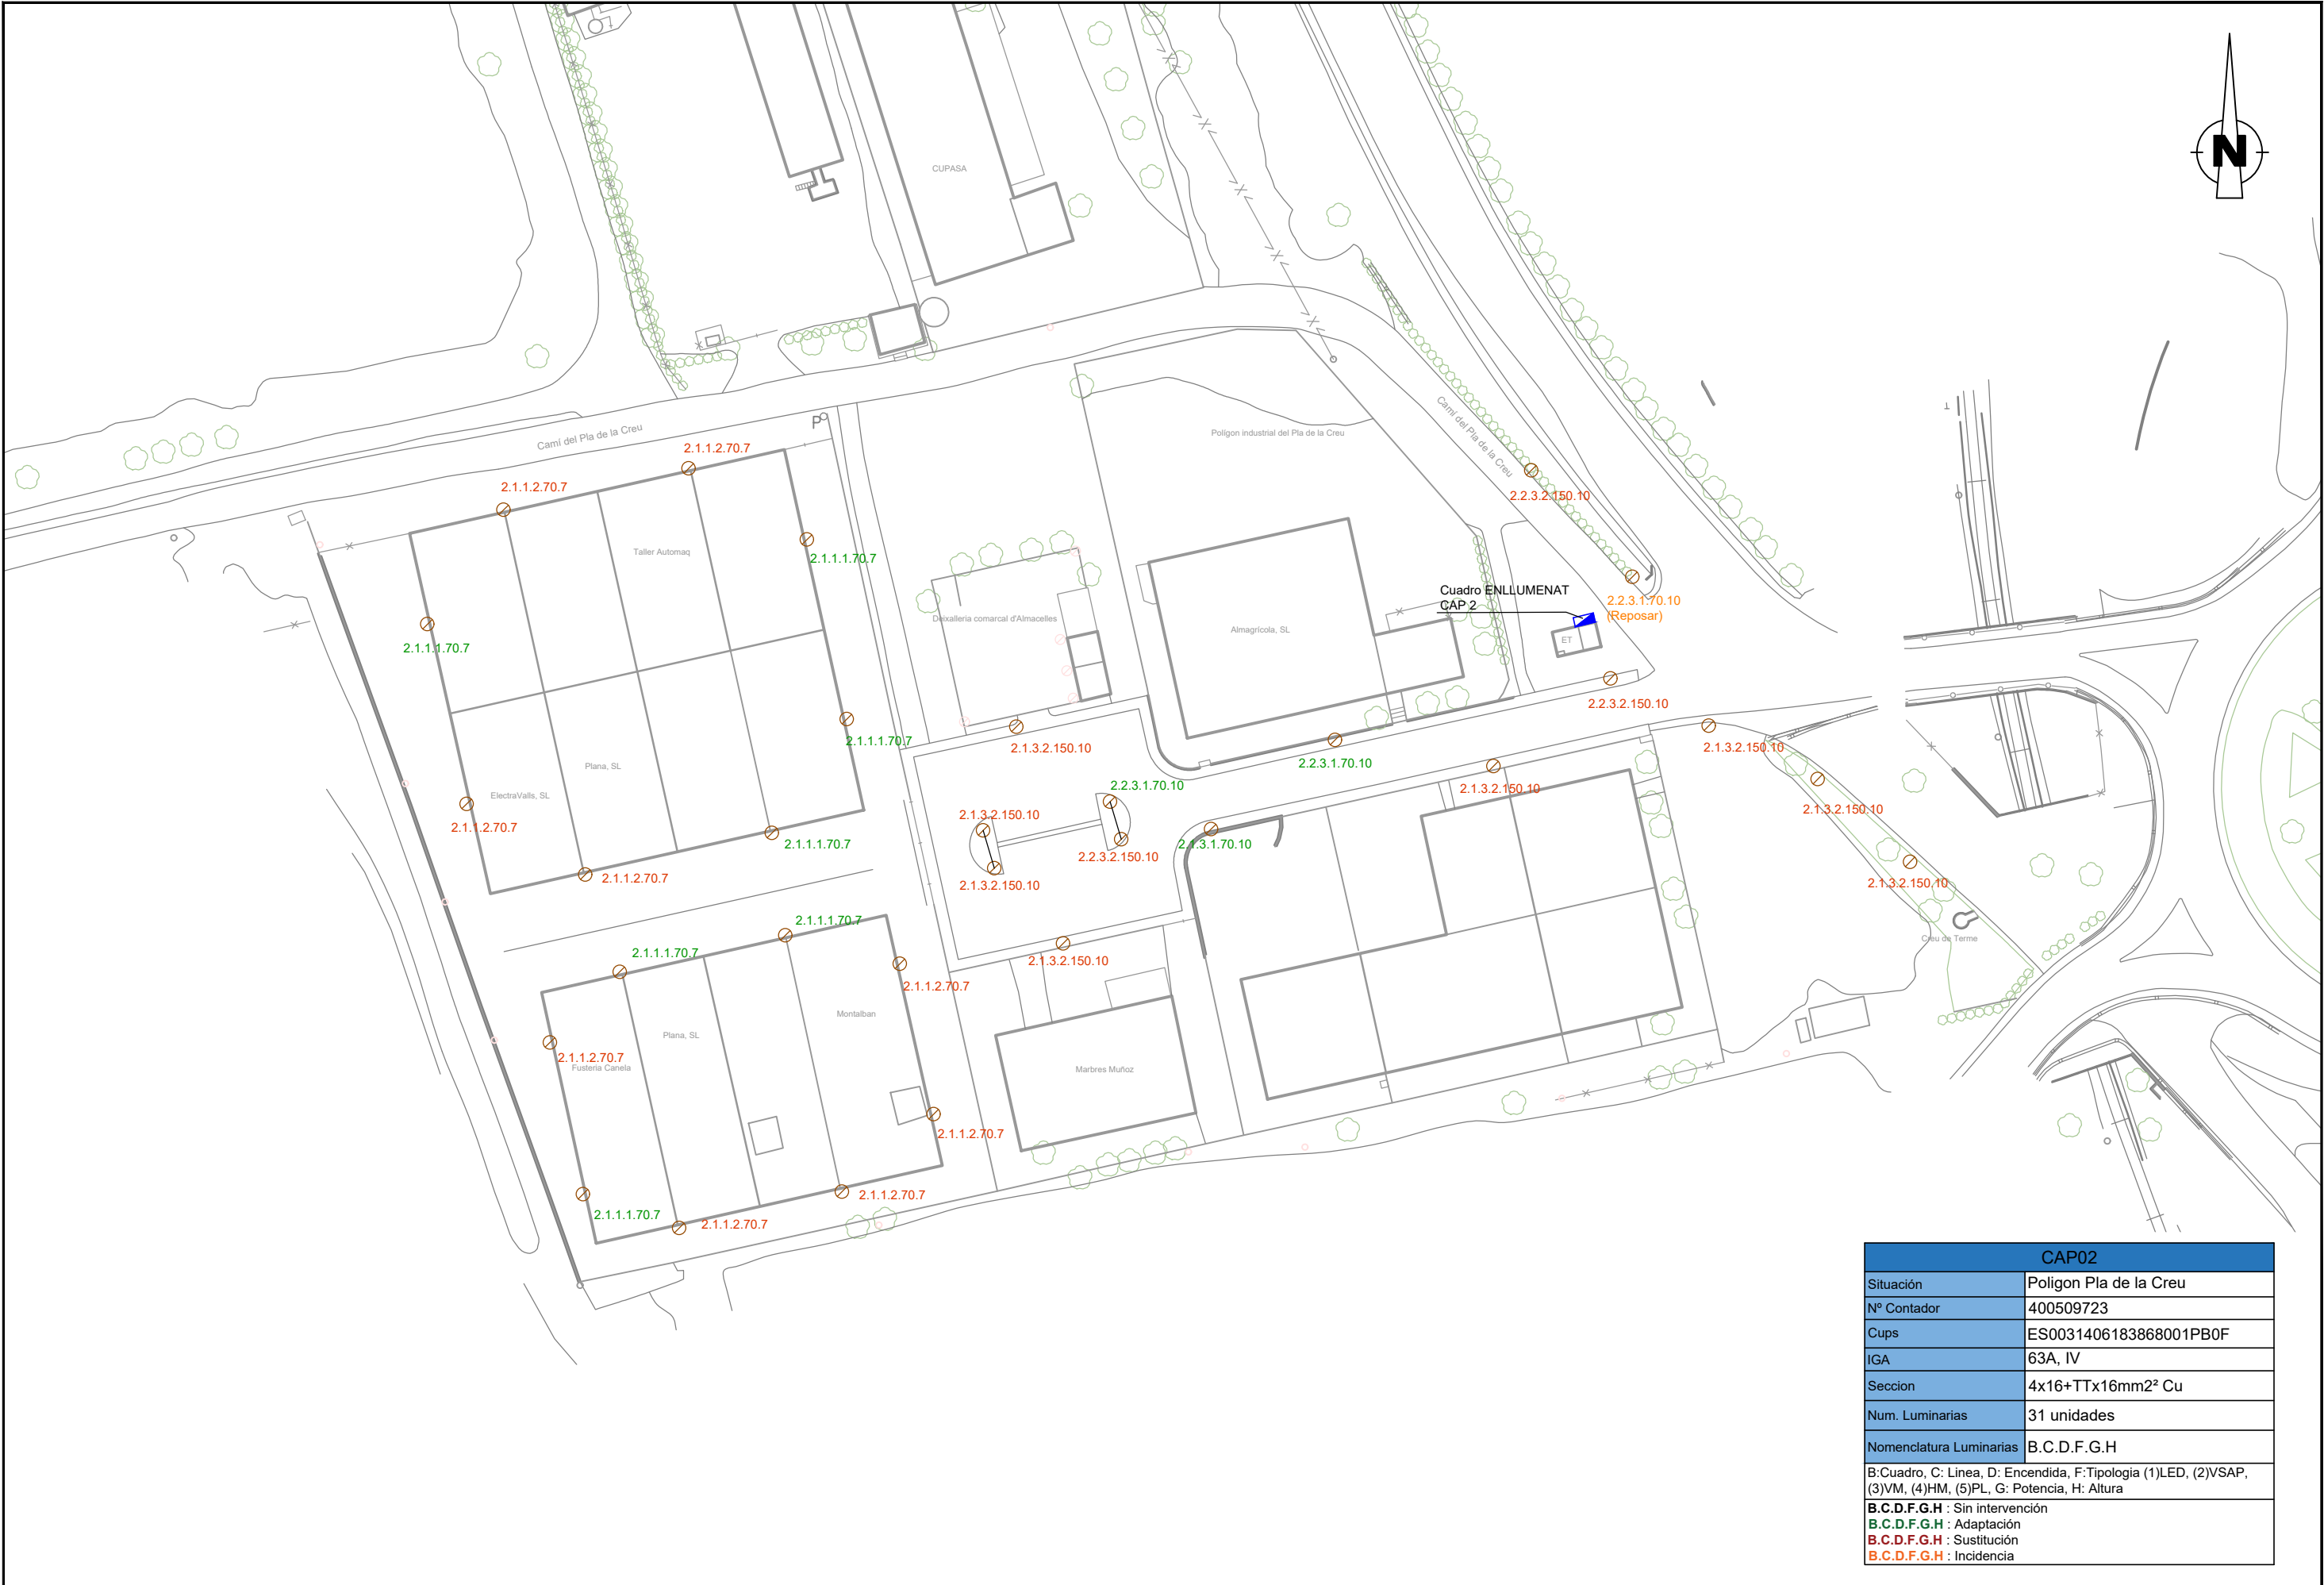 CUPASA
N
Camí del Pla de la Creu
P
2.1.1.2.70.7
2.1.1.2.70.7
Polígon industrial del Pla de la Creu
Camí del Pla de la Creu
2.2.3.2.150.10
Taller Automaq
2.1.1.1.70.7
Cuadro ENLLUMENAT
CAP 2
2.2.3.1.70.10
(Reposar)
Deixalleria comarcal d'Almacelles
Almagrícola, SL
ET
2.1.1.1.70.7
2.2.3.2.150.10
2.1.1.1.70.7
2.1.3.2.150.10
2.1.3.2.150.10
2.2.3.1.70.10
Plana, SL
ElectraValls, SL
2.2.3.1.70.10
2.1.3.2.150.10
2.1.3.2.150.10
2.1.3.2.150.10
2.1.1.2.70.7
2.1.1.1.70.7
2.1.3.1.70.10
2.2.3.2.150.10
2.1.1.2.70.7
2.1.3.2.150.10
2.1.3.2.150.10
2.1.1.1.70.7
2.1.1.1.70.7
2.1.3.2.150.10
Creu de Terme
2.1.1.2.70.7
Montalban
Plana, SL
2.1.1.2.70.7
Fusteria Canela
Marbres Muñoz
2.1.1.2.70.7
2.1.1.2.70.7
2.1.1.1.70.7
2.1.1.2.70.7
CAP02
Situación Poligon Pla de la Creu
Nº Contador 400509723
Cups ES0031406183868001PB0F
IGA 63A, IV
Seccion 4x16+TTx16mm2² Cu
Num. Luminarias 31 unidades
Nomenclatura Luminarias B.C.D.F.G.H
B:Cuadro, C: Linea, D: Encendida, F:Tipologia (1)LED, (2)VSAP,
(3)VM, (4)HM, (5)PL, G: Potencia, H: Altura
B.C.D.F.G.H : Sin intervención
B.C.D.F.G.H : Adaptación
B.C.D.F.G.H : Sustitución
B.C.D.F.G.H : Incidencia